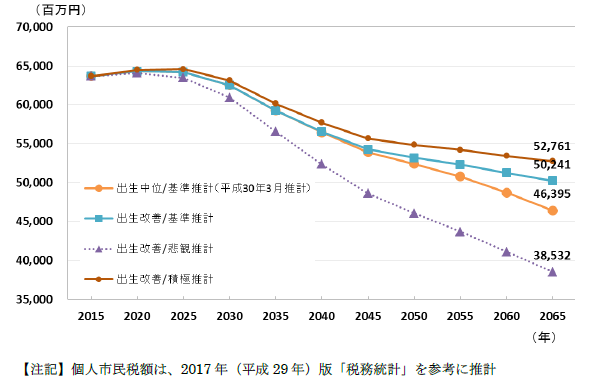 （百万円）
70,000
65,000
60,000
55,000
50,000
45,000
40,000
35,000
52,761
50,241
46,395
38,532
出生中位/基準推計（平成30年3月推計）
出生改善/基準推計
出生改善/悲観推計
出生改善/積極推計
2015 2020 2025 2030 2035 2040 2045 2050 2055 2060 2065
（年）
【注記】個人市民税額は、2017年（平成29年）版「税務統計」を参考に推計